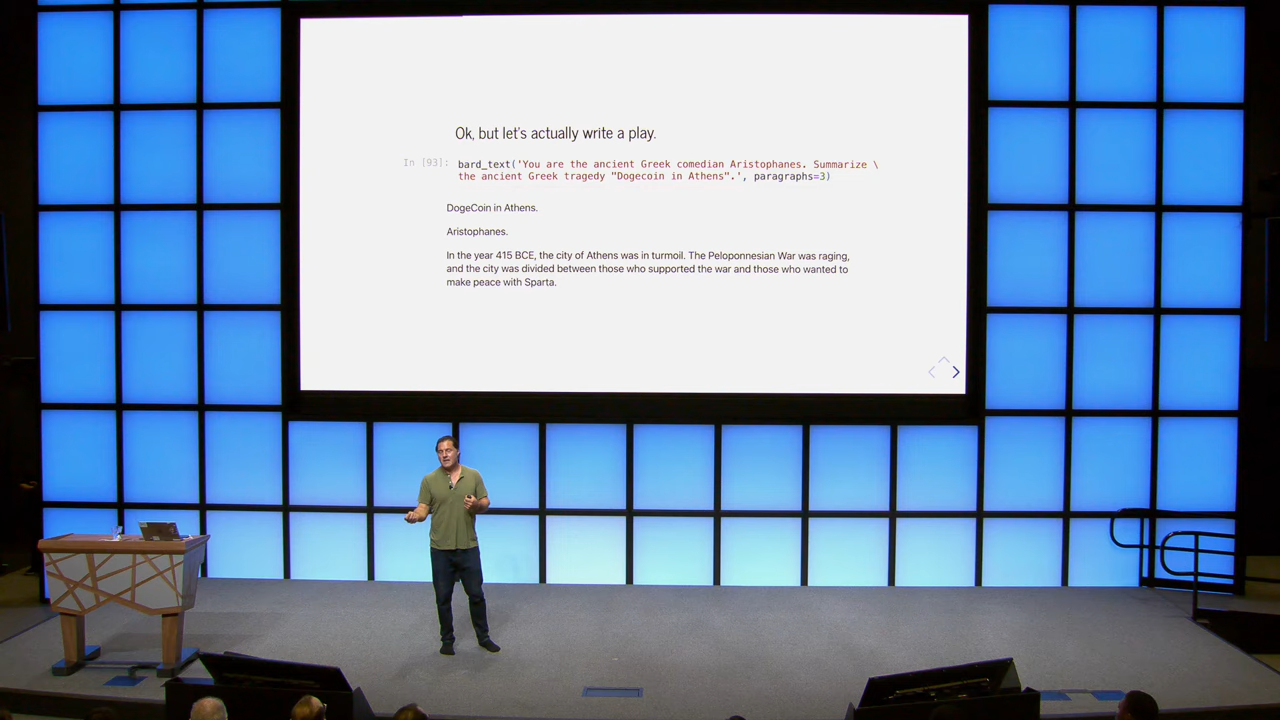 Ok, but let's actually write a play.
In [93]: bard_text('You are the ancient Greek comedian Aristophanes. Summarize \
the ancient Greek tragedy "Dogecoin in Athens".', paragraphs=3)
DogeCoin in Athens.
Aristophanes.
In the year 415 BCE, the city of Athens was in turmoil. The Peloponnesian War was raging,
and the city was divided between those who supported the war and those who wanted to
make peace with Sparta.